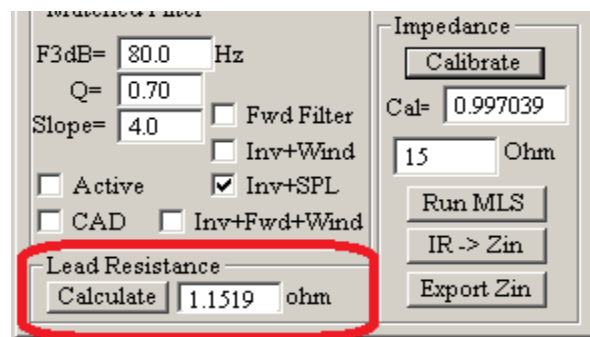 Matched Filter
F3dB= 80.0 Hz
Q= 0.70
Slope= 4.0
Fwd Filter
Inv+Wind
Active
Inv+SPL
CAD
Inv+Fwd+Wind
Lead Resistance
Calculate 1.1519 ohm
Impedance
Calibrate
Cal= 0.997039
15 Ohm
Run MLS
IR -> Zin
Export Zin